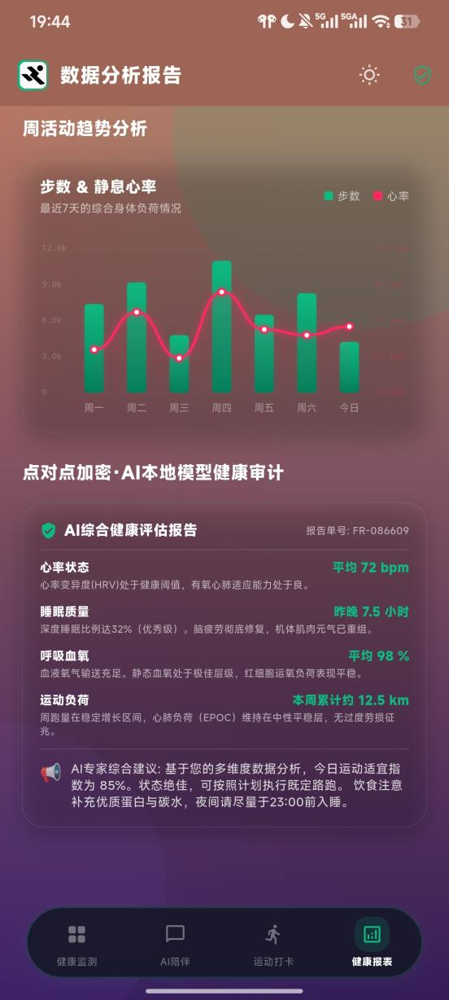 19:44
5G 5GA 31
数据分析报告
周活动趋势分析
步数 & 静息心率
步数 心率
最近7天的综合身体负荷情况
12.0k
9.0k
6.0k
3.0k
0
周一 周二 周三 周四 周五 周六 今日
点对点加密·AI本地模型健康审计
AI综合健康评估报告 报告单号: FR-086609
心率状态 平均 72 bpm
心率变异度(HRV)处于健康阈值，有氧心肺适应能力处于良。
睡眠质量 昨晚 7.5 小时
深度睡眠比例达32%（优秀级）。脑疲劳彻底修复，机体肌肉元气已重组。
呼吸血氧 平均 98 %
血液氧气输送充足。静态血氧处于极佳层级，红细胞运氧负荷表现平稳。
运动负荷 本周累计约 12.5 km
周跑量在稳定增长区间，心肺负荷（EPOC）维持在中性平稳层，无过度劳损征
兆。
AI专家综合建议: 基于您的多维度数据分析，今日运动适宜指
数为 85%。状态绝佳，可按照计划执行既定路跑。 饮食注意
补充优质蛋白与碳水，夜间请尽量于23:00前入睡。
健康监测 AI陪伴 运动打卡 健康报表